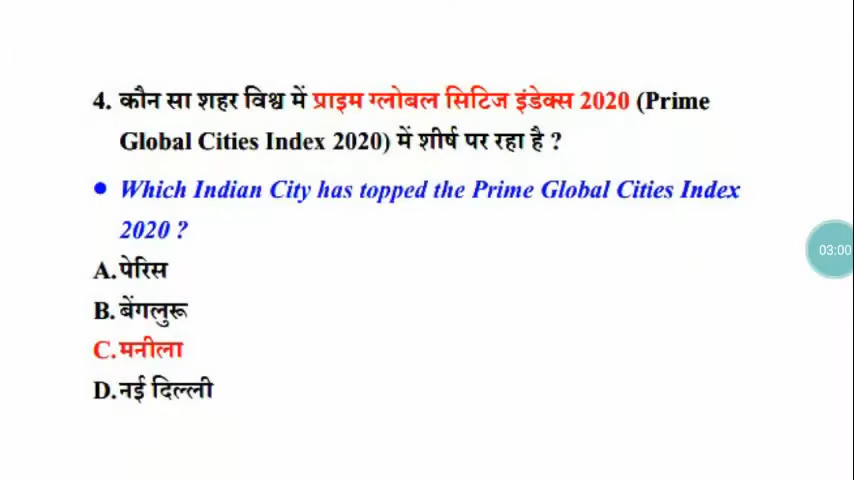 4. कौन सा शहर विश्व में प्राइम ग्लोबल सिटिज इंडेक्स 2020 (Prime
Global Cities Index 2020) में शीर्ष पर रहा है ?
• Which Indian City has topped the Prime Global Cities Index
2020 ?
A.पेरिस
B.बेंगलुरू
C.मनीला
D.नई दिल्ली
03:00